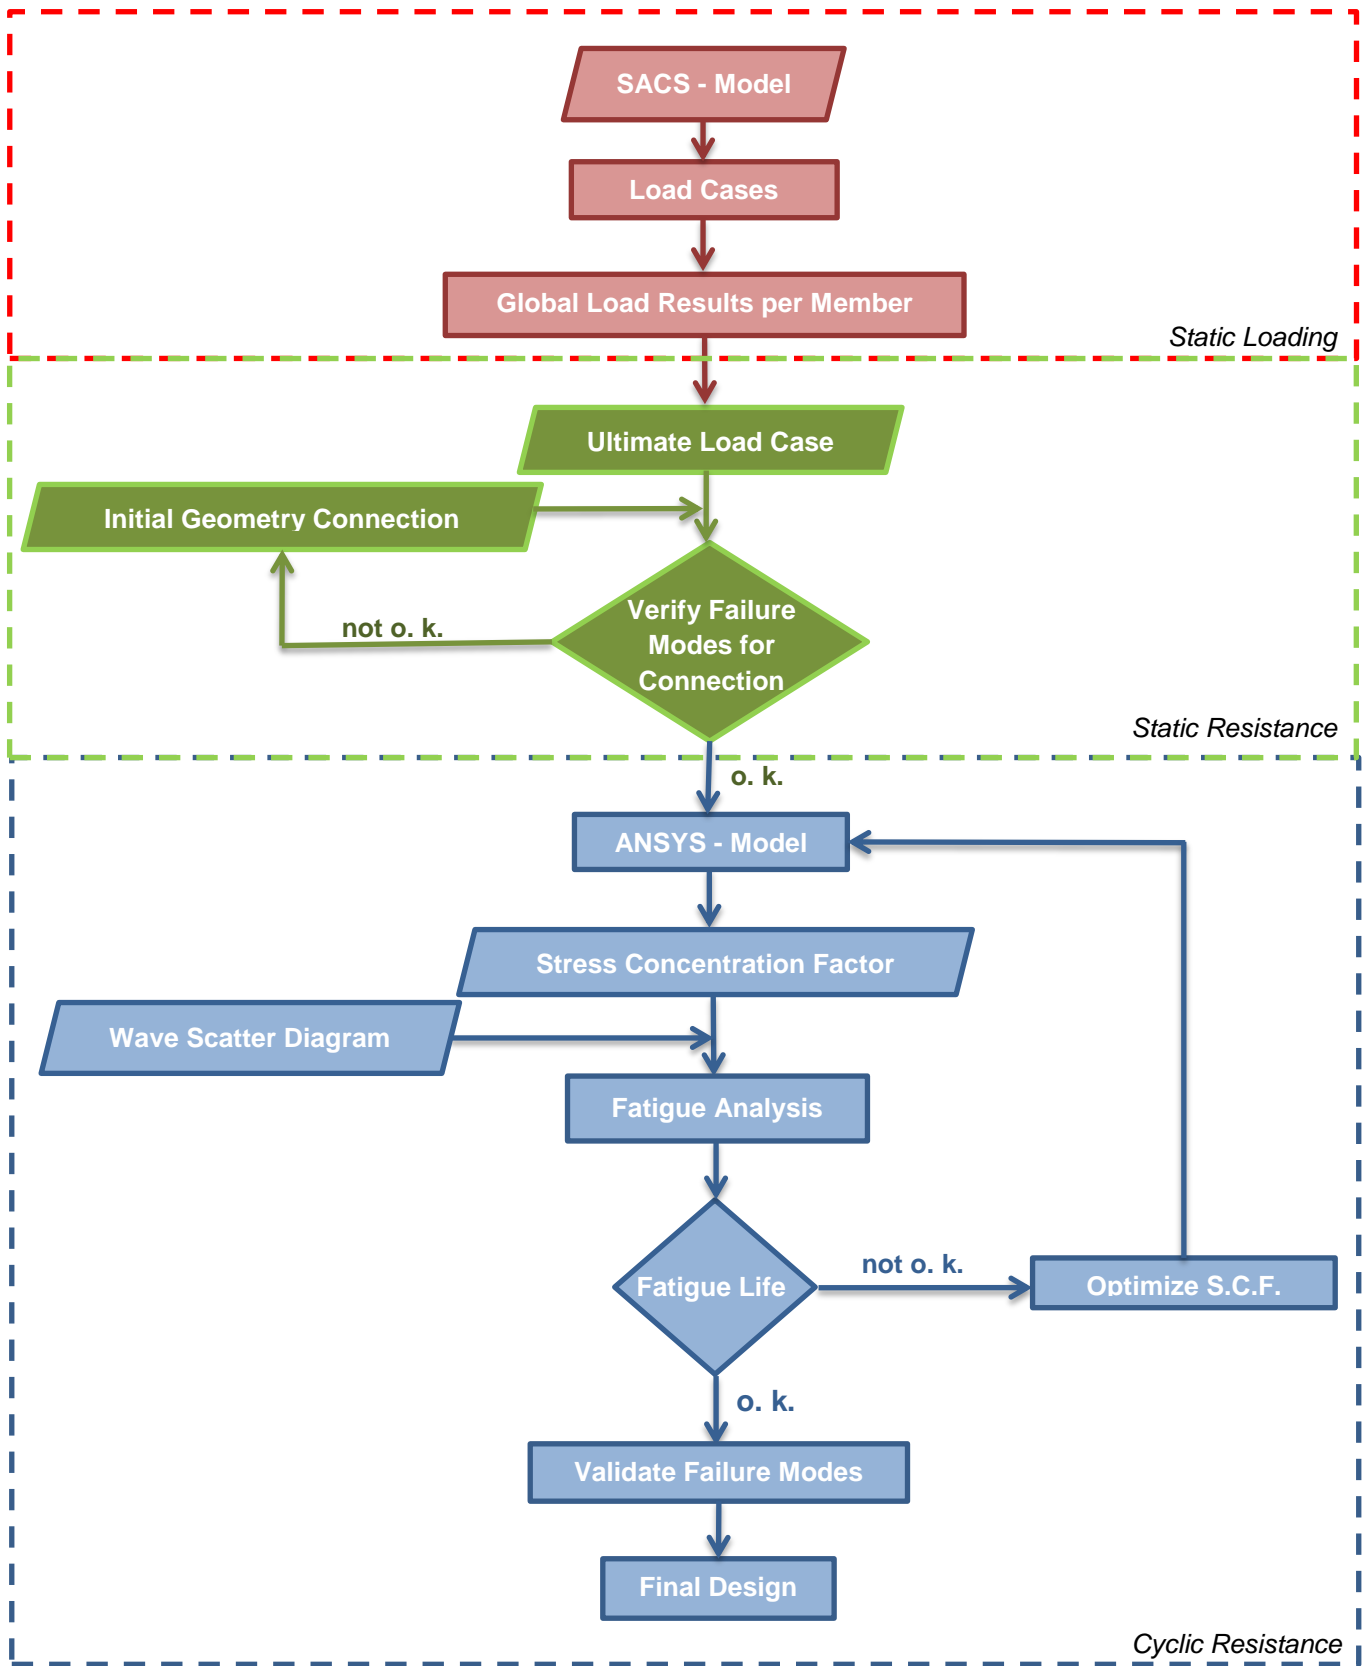 SACS - Model
Load Cases
Global Load Results per Member
Static Loading
Ultimate Load Case
Initial Geometry Connection
not o. k.
Verify Failure
Modes for
Connection
Static Resistance
o. k.
ANSYS - Model
Stress Concentration Factor
Wave Scatter Diagram
Fatigue Analysis
not o. k.
Fatigue Life
Optimize S.C.F.
o. k.
Validate Failure Modes
Final Design
Cyclic Resistance